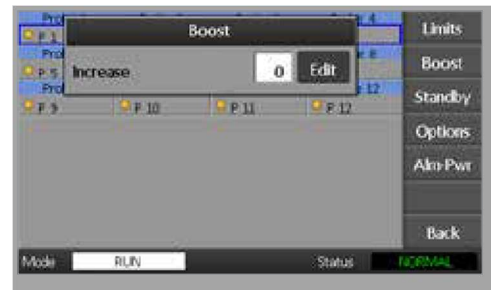 Boost
Increase 0 Edit
P 1
P 5
P 9 P 10 P 11 P 12
Limits
Boost
Standby
Options
Alm-Pwr
Back
Mode RUN Status NORMAL